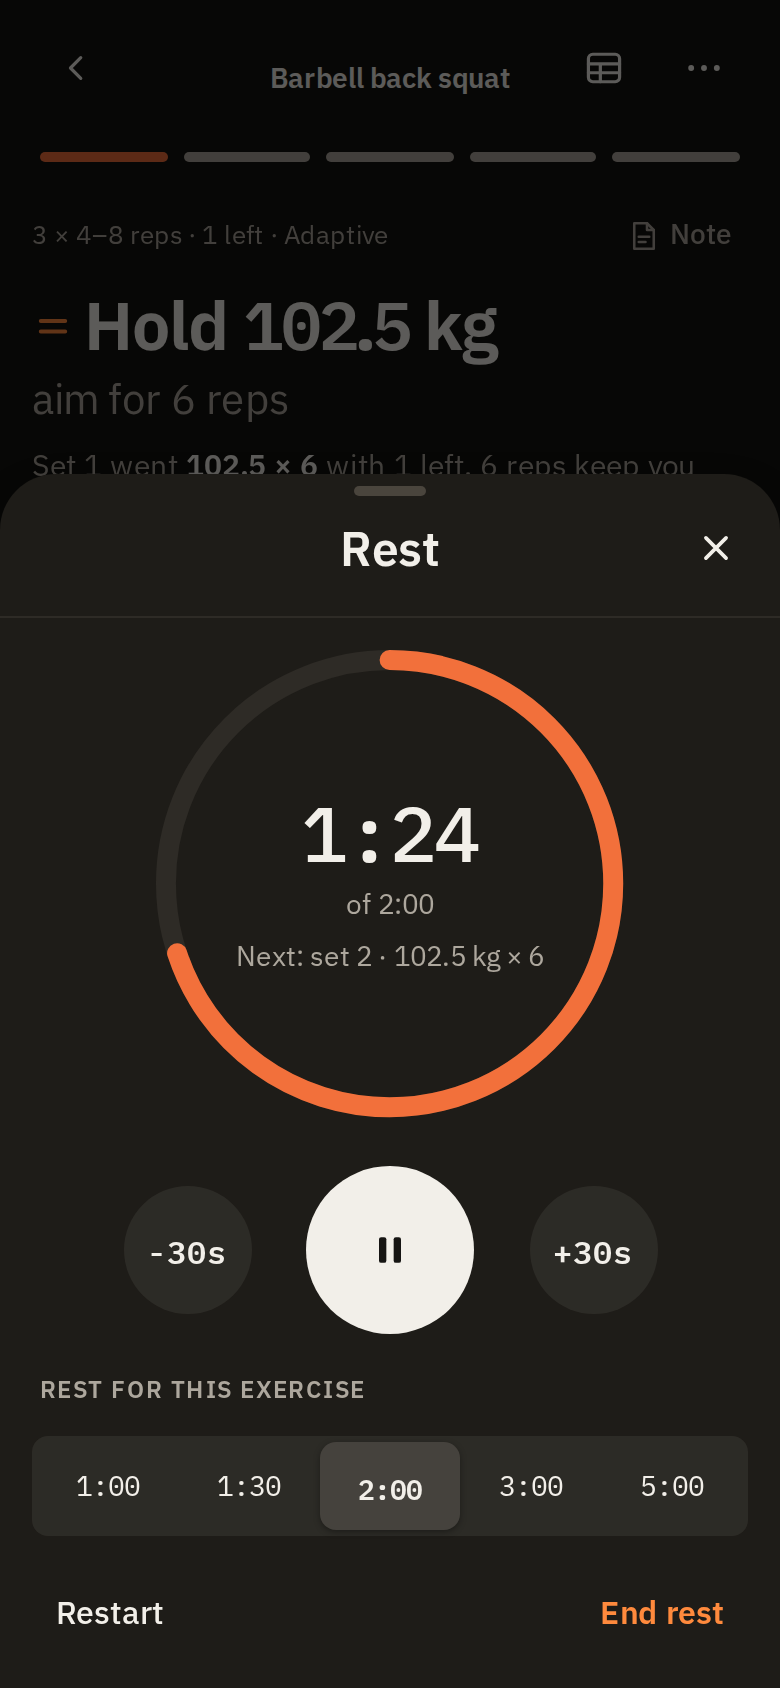 Barbell back squat
3 × 4–8 reps · 1 left · Adaptive
Note
= Hold 102.5 kg
aim for 6 reps
Set 1 went 102.5 × 6 with 1 left. 6 reps keep you
Rest
1:24
of 2:00
Next: set 2 · 102.5 kg × 6
-30s
+30s
REST FOR THIS EXERCISE
1:00 1:30 2:00 3:00 5:00
Restart
End rest